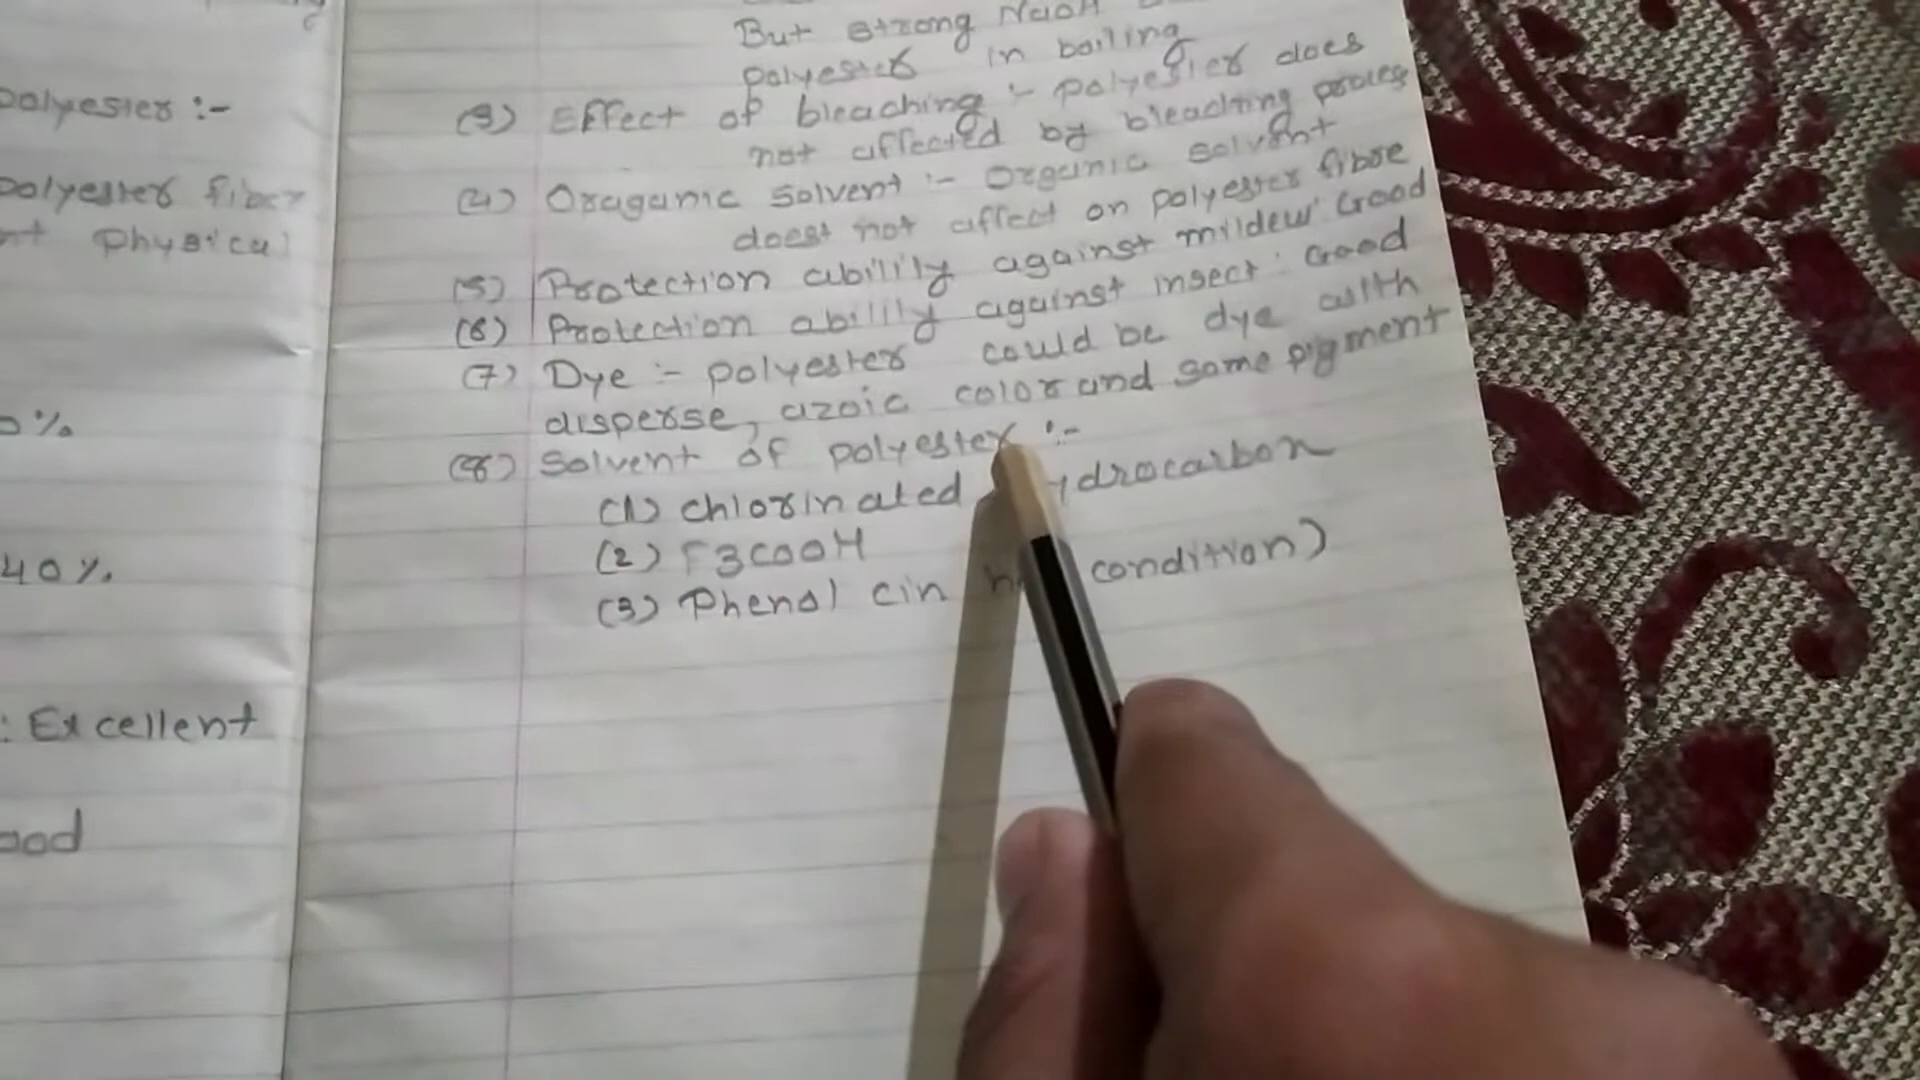 polyester :-
polyester fiber
nt physical
0%
40%
: Excellent
ood
But strong NaOH
polyester in boiling
(3) Effect of bleaching :- polyester does
not affected by bleaching process
(4) Oraganic solvent :- Organic solvent
does not affect on polyester fibre
(5) Protection ability against mildew: Good
(6) Protection ability against insect: Good
(7) Dye :- polyester could be dye with
disperse, azoic color and some pigment
(8) Solvent of polyester :-
(1) chlorinated ydrocarbon
(2) F3COOH
(3) Phenol (in condition)